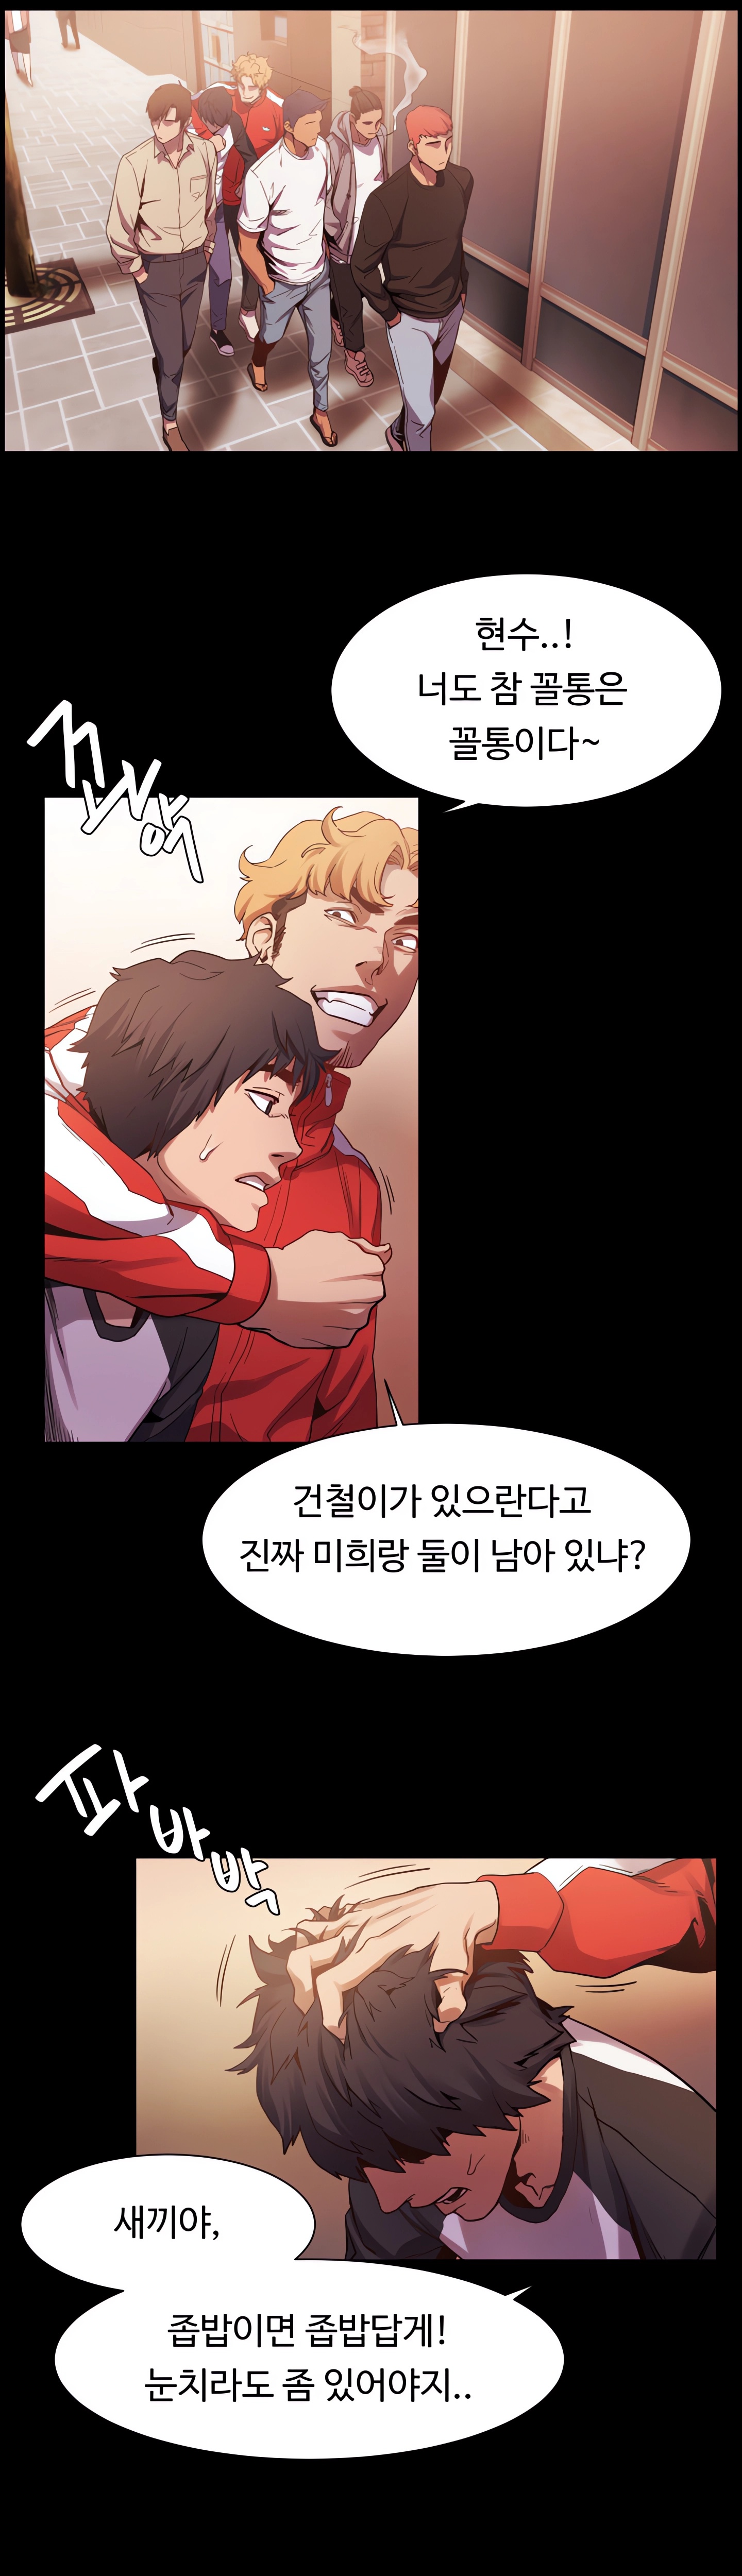 현수..!
너도 참 꼴통은
꼴통이다~
건철이가 있으란다고
진짜 미희랑 둘이 남아 있냐?
파바박
새끼야,
좁밥이면 좁밥답게!
눈치라도 좀 있어야지..